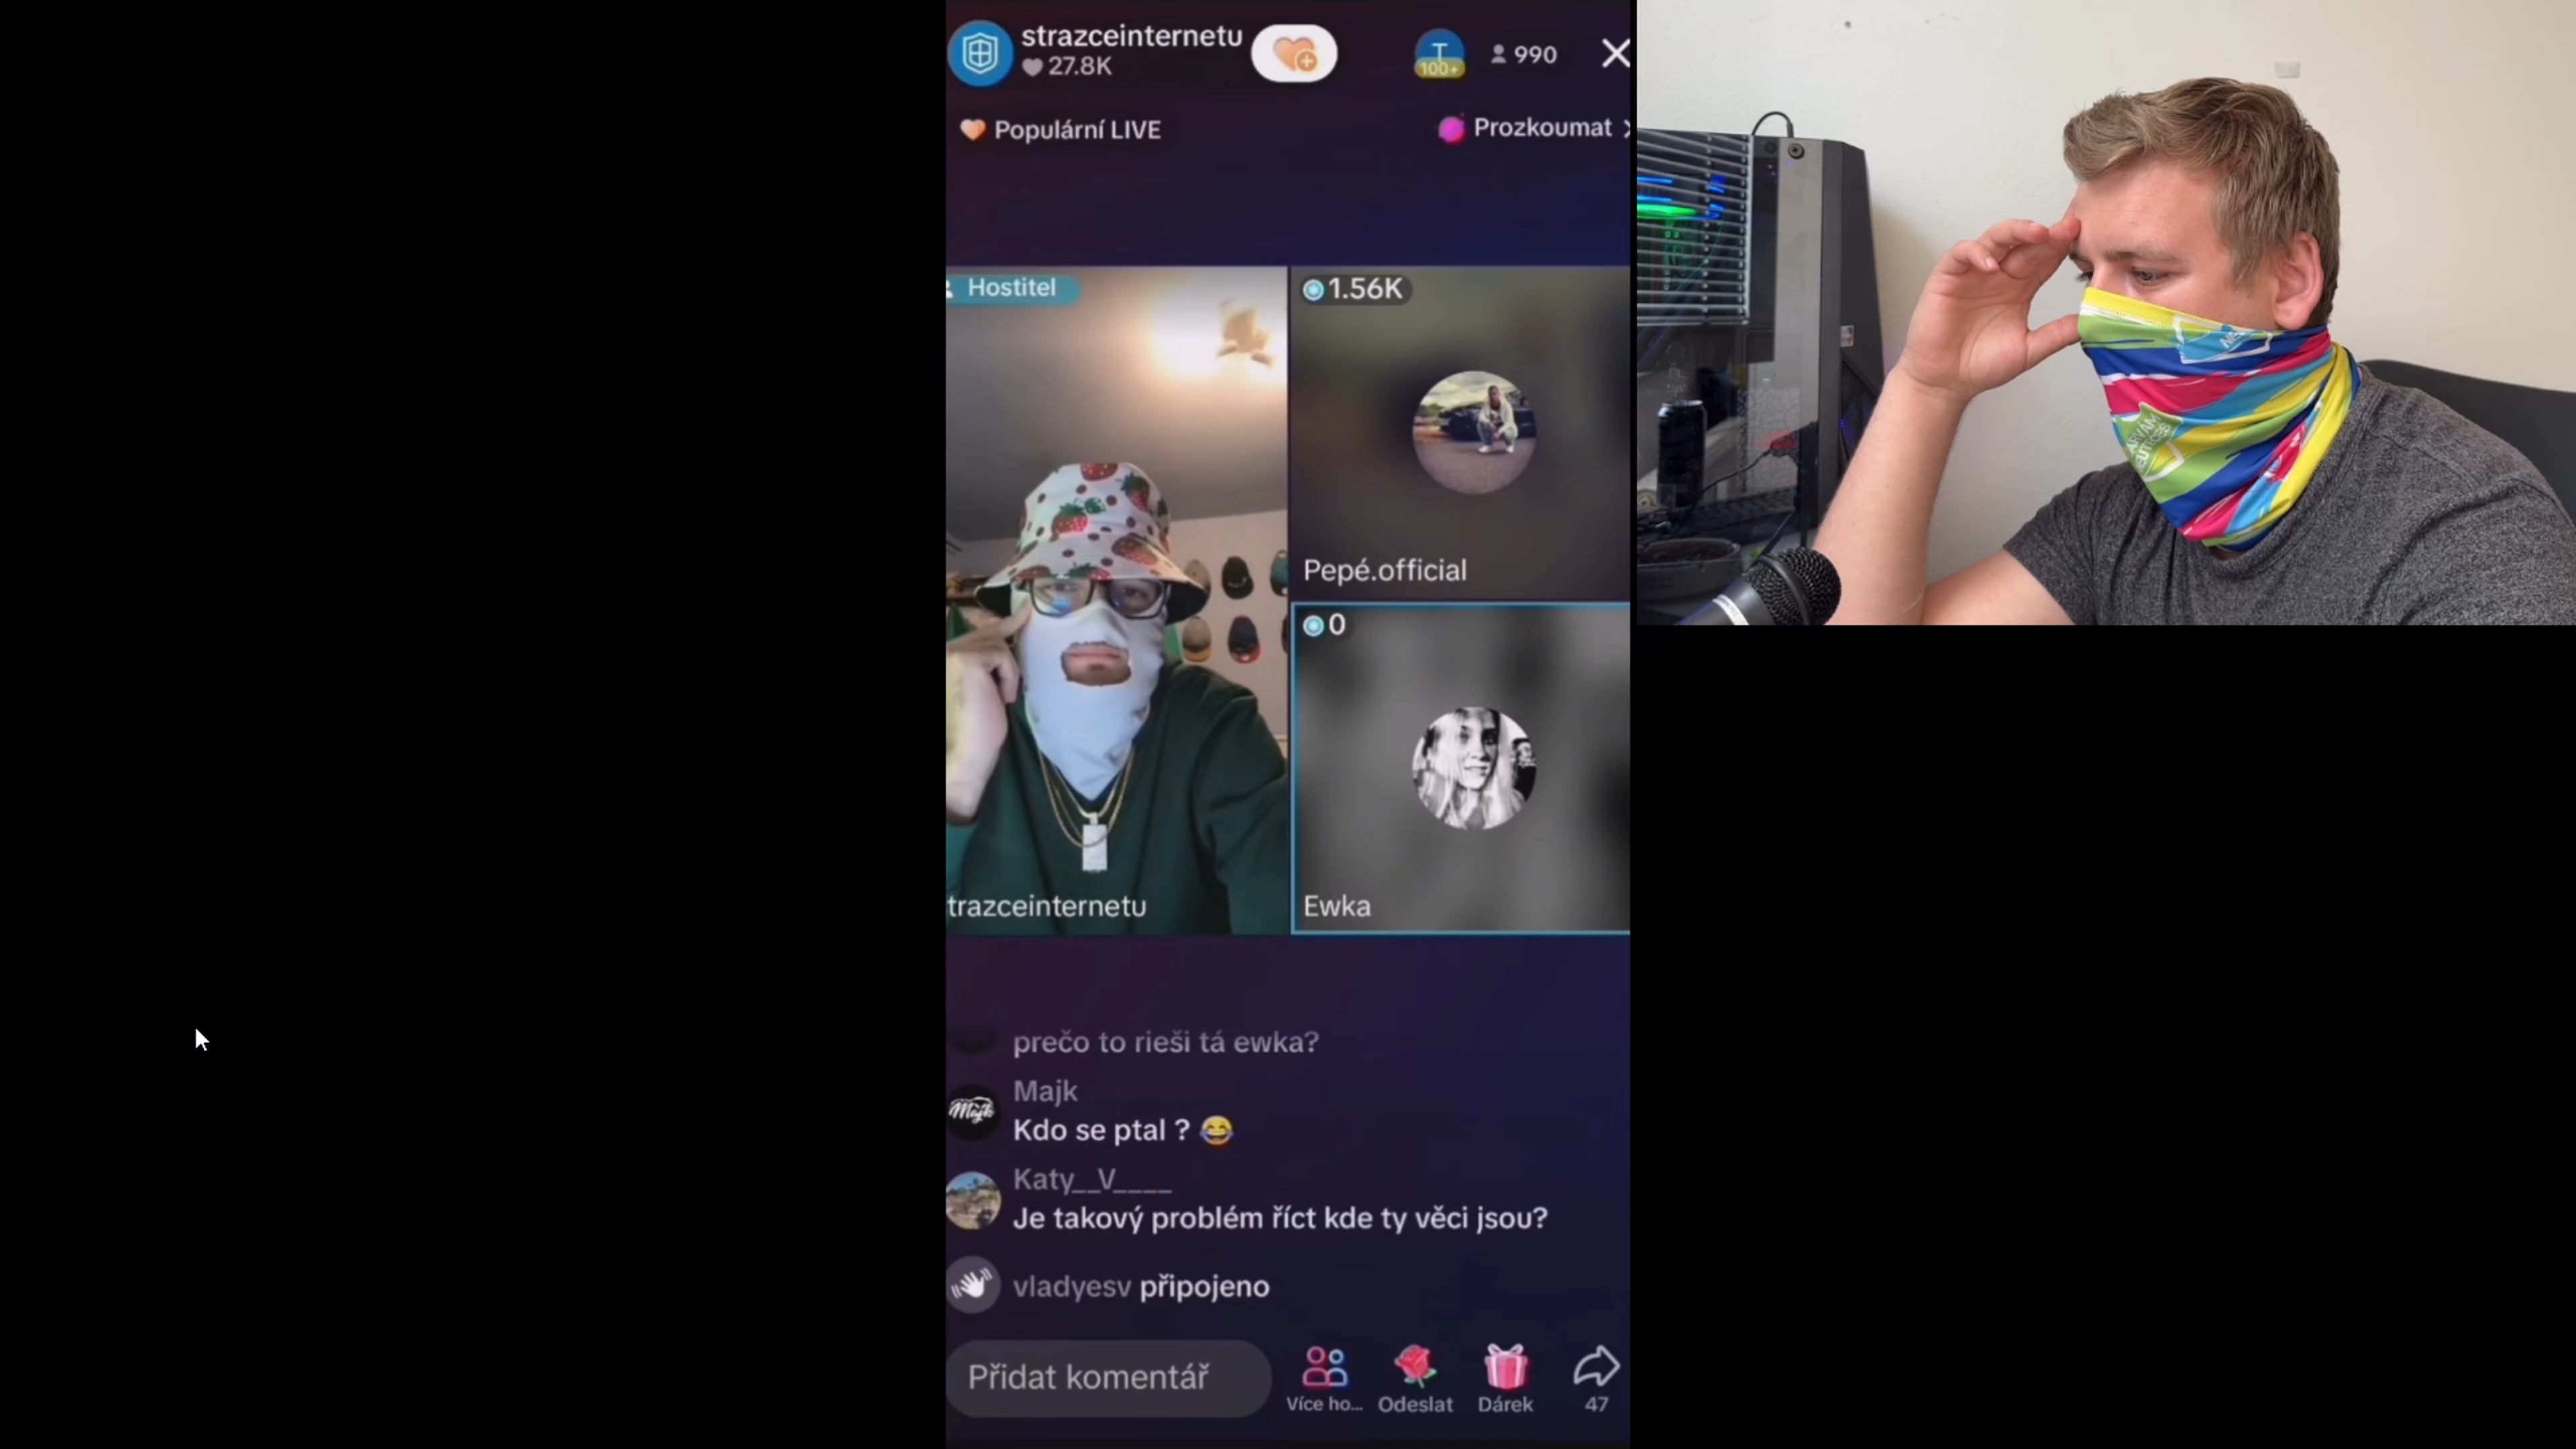 strazceinternetu
27.8K
100+
990
Populární LIVE
Prozkoumat
Hostitel
1.56K
Pepé.official
0
trazceinternetu
Ewka
prečo to rieši tá ewka?
Majk
Kdo se ptal ? 😂
Katy__V____
Je takový problém říct kde ty věci jsou?
vladyesv připojeno
Přidat komentář
Více ho...
Odeslat
Dárek
47